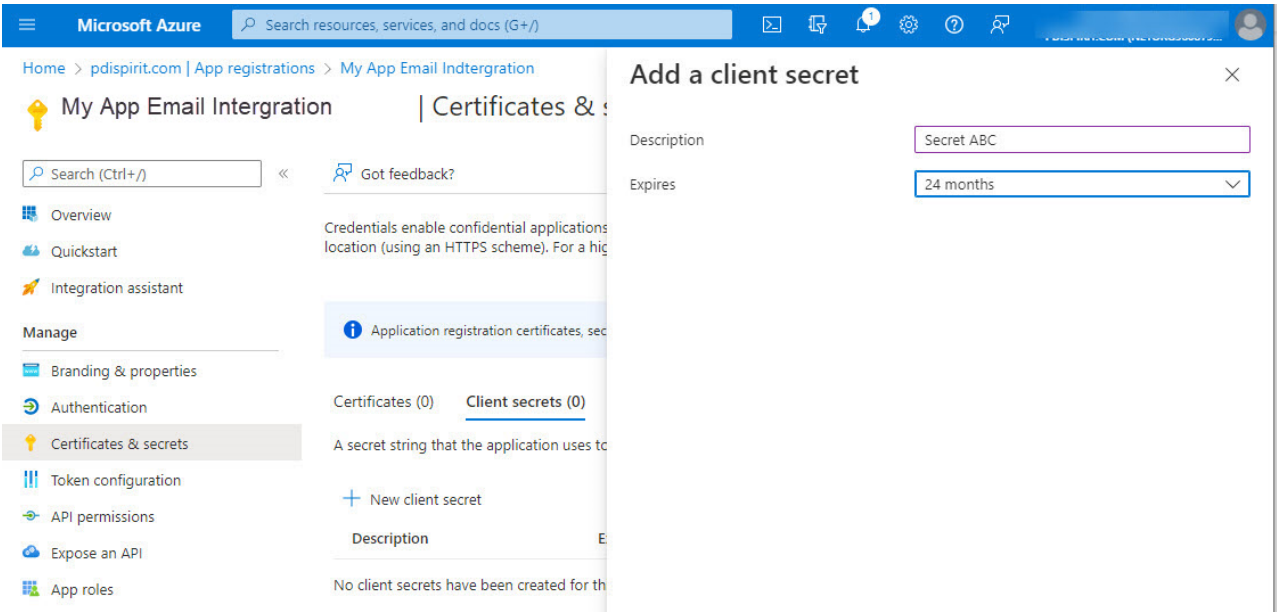 Microsoft Azure
Search resources, services, and docs (G+/)
1
Home > pdispirit.com | App registrations > My App Email Indtergration
My App Email Intergration | Certificates &
Search (Ctrl+/)
«
Overview
Quickstart
Integration assistant
Manage
Branding & properties
Authentication
Certificates & secrets
Token configuration
API permissions
Expose an API
App roles
Got feedback?
Credentials enable confidential applications
location (using an HTTPS scheme). For a hig
Application registration certificates, sec
Certificates (0) Client secrets (0)
A secret string that the application uses to
New client secret
Description E
No client secrets have been created for th
Add a client secret
Description Secret ABC
Expires 24 months